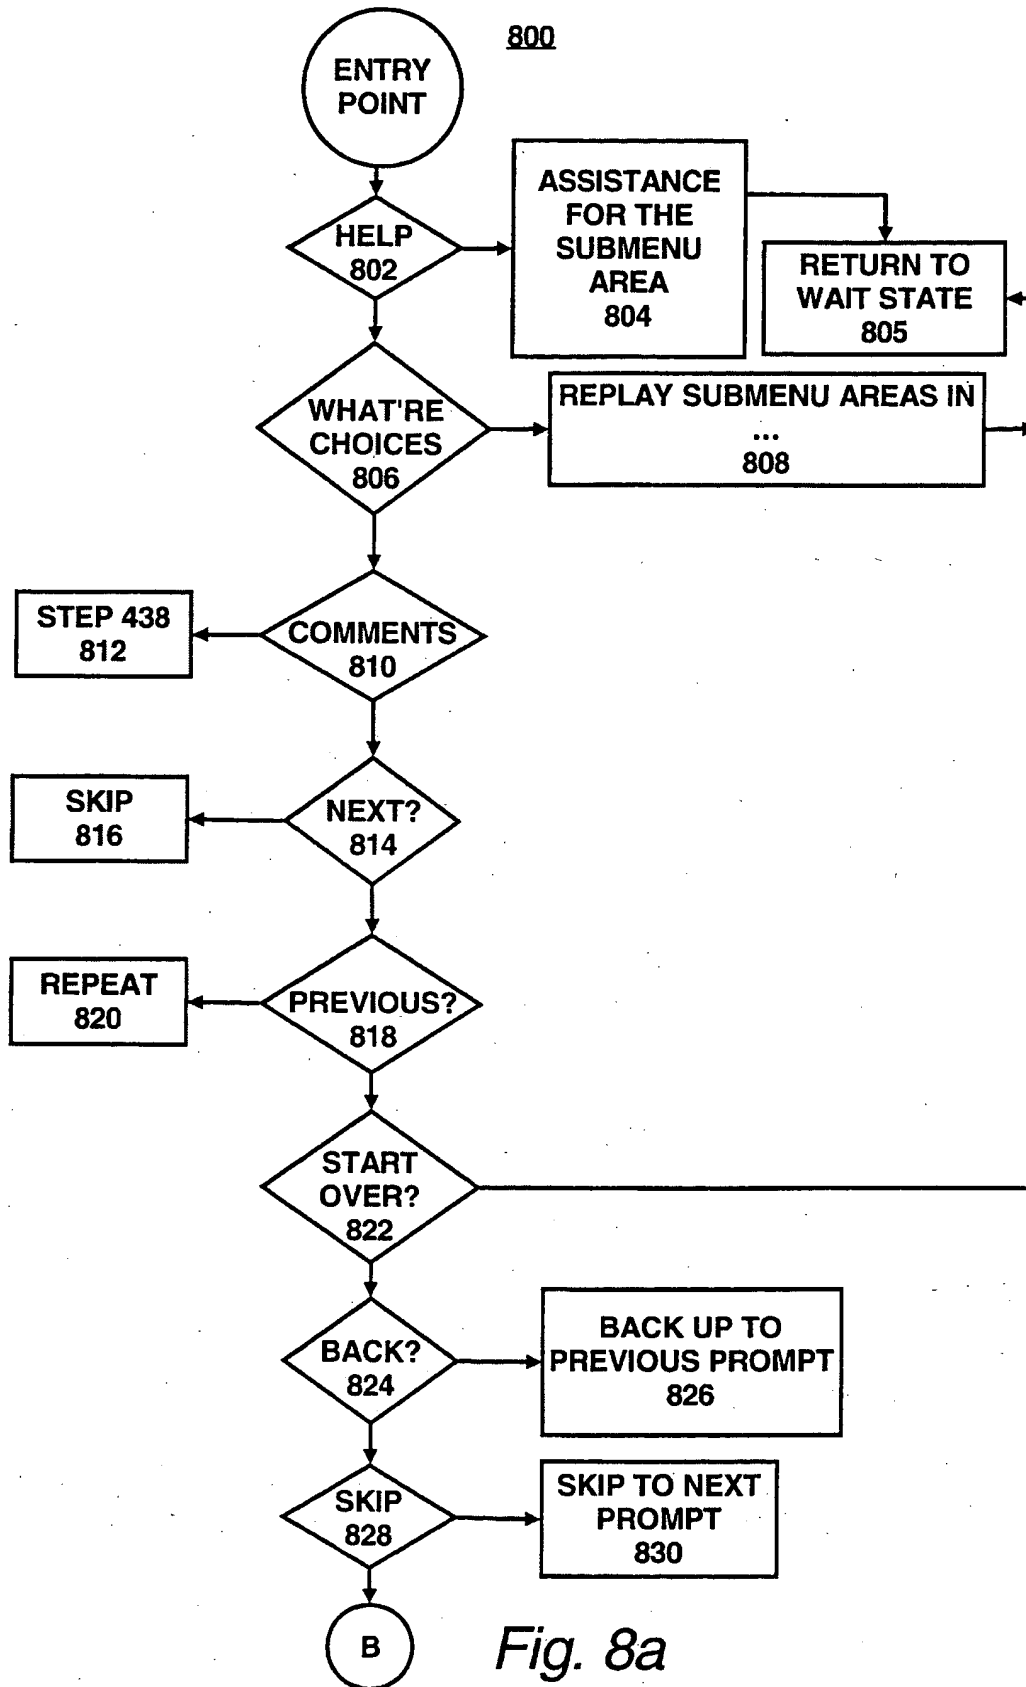 800
ENTRY
POINT
HELP
802
ASSISTANCE
FOR THE
SUBMENU
AREA
804
RETURN TO
WAIT STATE
805
WHAT'RE
CHOICES
806
REPLAY SUBMENU AREAS IN
...
808
STEP 438
812
COMMENTS
810
SKIP
816
NEXT?
814
REPEAT
820
PREVIOUS?
818
START
OVER?
822
BACK?
824
BACK UP TO
PREVIOUS PROMPT
826
SKIP
828
SKIP TO NEXT
PROMPT
830
B
Fig. 8a